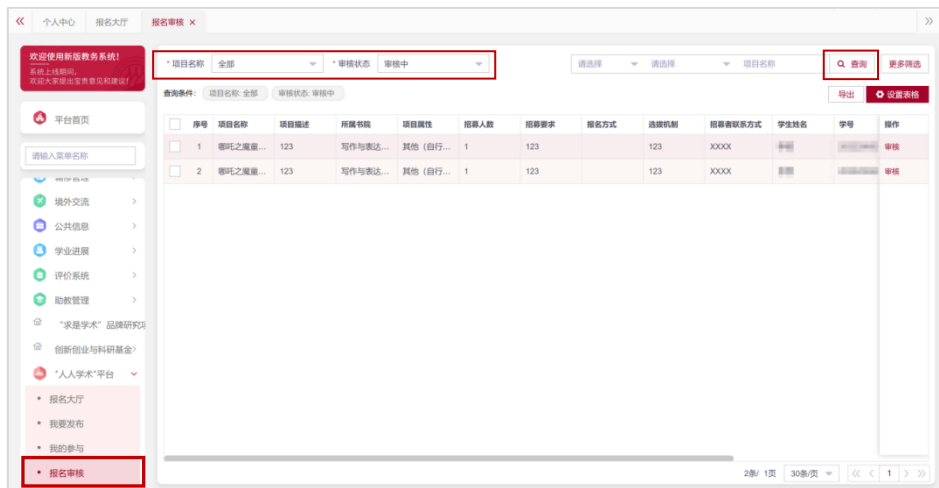 个人中心 报名大厅 报名审核 ×
欢迎使用新版教务系统!
系统上线期间,
欢迎大家提出宝贵意见和建议!
平台首页
请输入菜单名称
境外交流
公共信息
学业进展
评价系统
助教管理
“求是学术”品牌研究项
创新创业与科研基金
“人人学术”平台
报名大厅
我要发布
我的参与
报名审核
* 项目名称 全部 * 审核状态 审核中 请选择 请选择 项目名称 查询 更多筛选
查询条件: 项目名称: 全部 审核状态: 审核中 导出 设置表格
序号 项目名称 项目描述 所属书院 项目属性 招募人数 招募要求 报名方式 选拔机制 招募者联系方式 学生姓名 学号 操作
1 哪吒之魔童... 123 写作与表达... 其他（自行... 1 123 123 XXXX 审核
2 哪吒之魔童... 123 写作与表达... 其他（自行... 1 123 123 XXXX 审核
2条/ 1页 30条/页 1